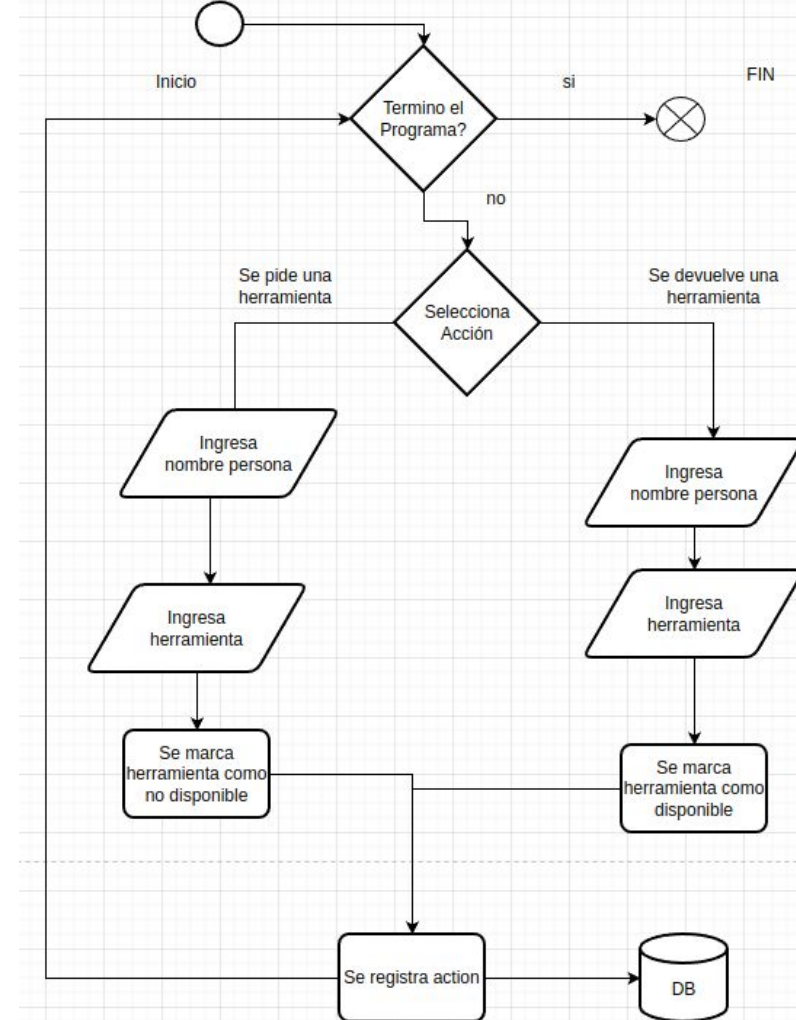 Inicio
Termino el
Programa?
si
FIN
no
Se pide una
herramienta
Selecciona
Acción
Se devuelve una
herramienta
Ingresa
nombre persona
Ingresa
nombre persona
Ingresa
herramienta
Ingresa
herramienta
Se marca
herramienta como
no disponible
Se marca
herramienta como
disponible
Se registra action
DB